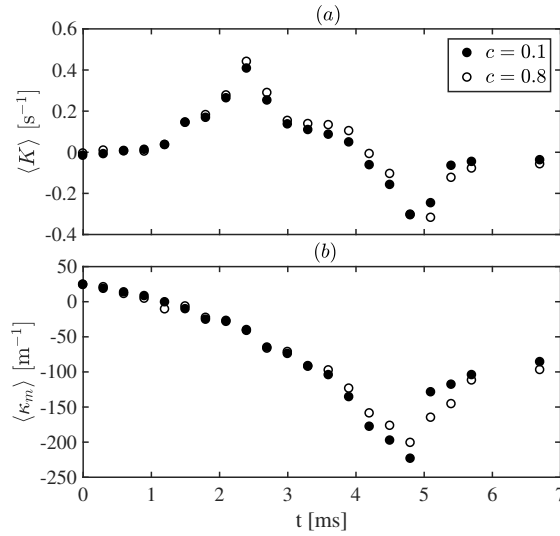 (a)
0.6
0.4
0.2
0
-0.2
-0.4
⟨K⟩ [s⁻¹]
c = 0.1
c = 0.8
(b)
50
0
-50
-100
-150
-200
-250
⟨κₘ⟩ [m⁻¹]
0 1 2 3 4 5 6 7
t [ms]